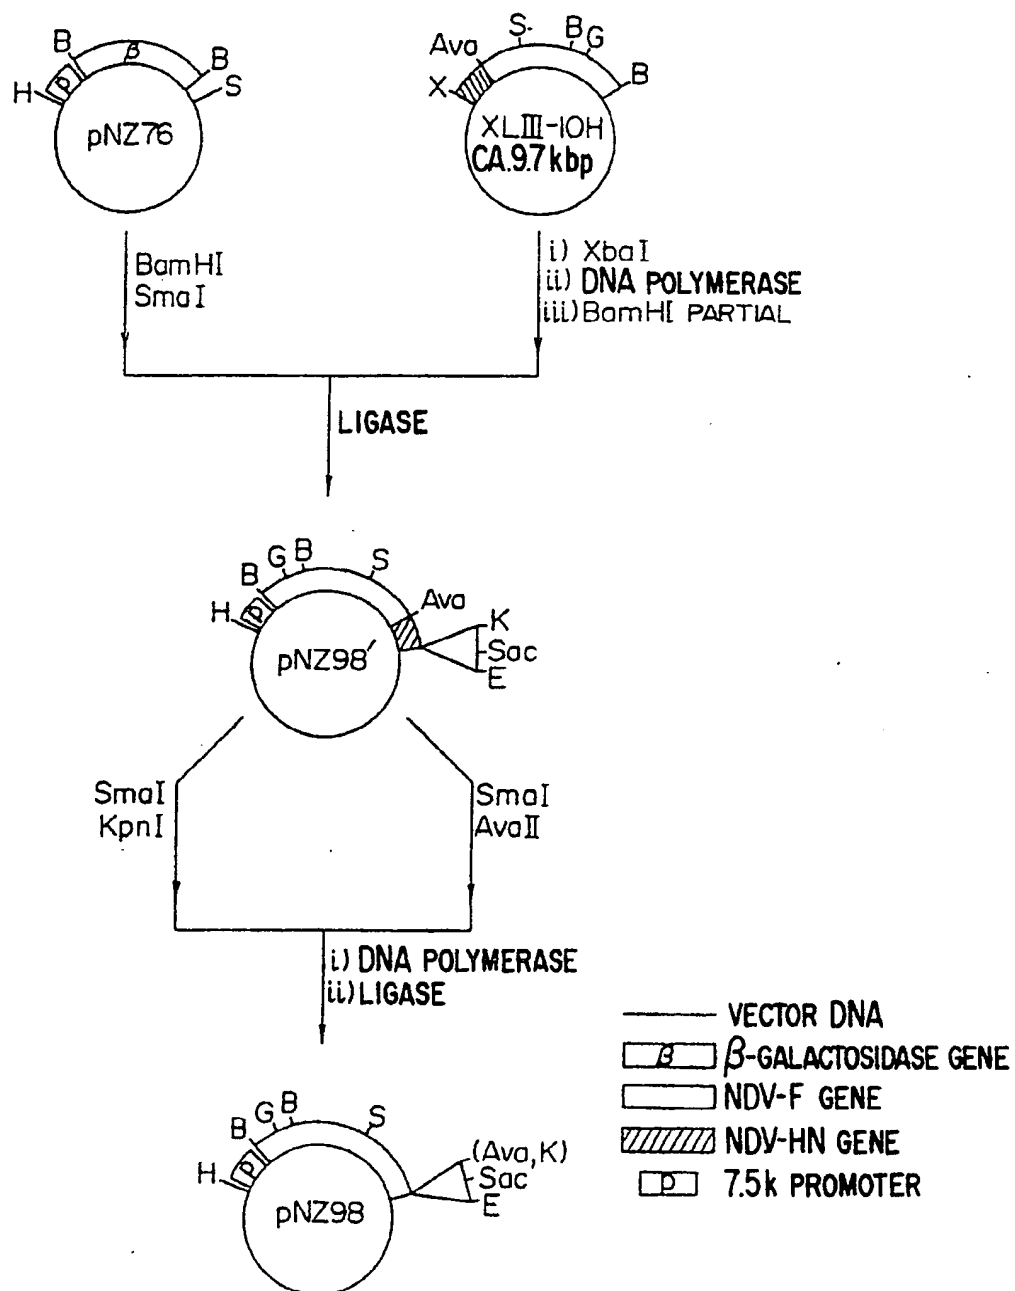 B
β
B
S
H
p
pNZ76
Ava
S
B
G
B
X
XLIII-10H
CA.9.7kbp
BamHI
SmaI
i) XbaI
ii) DNA POLYMERASE
iii) BamHI PARTIAL
LIGASE
B
G
B
S
H
p
Ava
K
Sac
E
pNZ98'
SmaI
KpnI
SmaI
AvaII
i) DNA POLYMERASE
ii) LIGASE
B
G
B
S
H
p
(Ava, K)
Sac
E
pNZ98
VECTOR DNA
β β-GALACTOSIDASE GENE
NDV-F GENE
NDV-HN GENE
p 7.5k PROMOTER